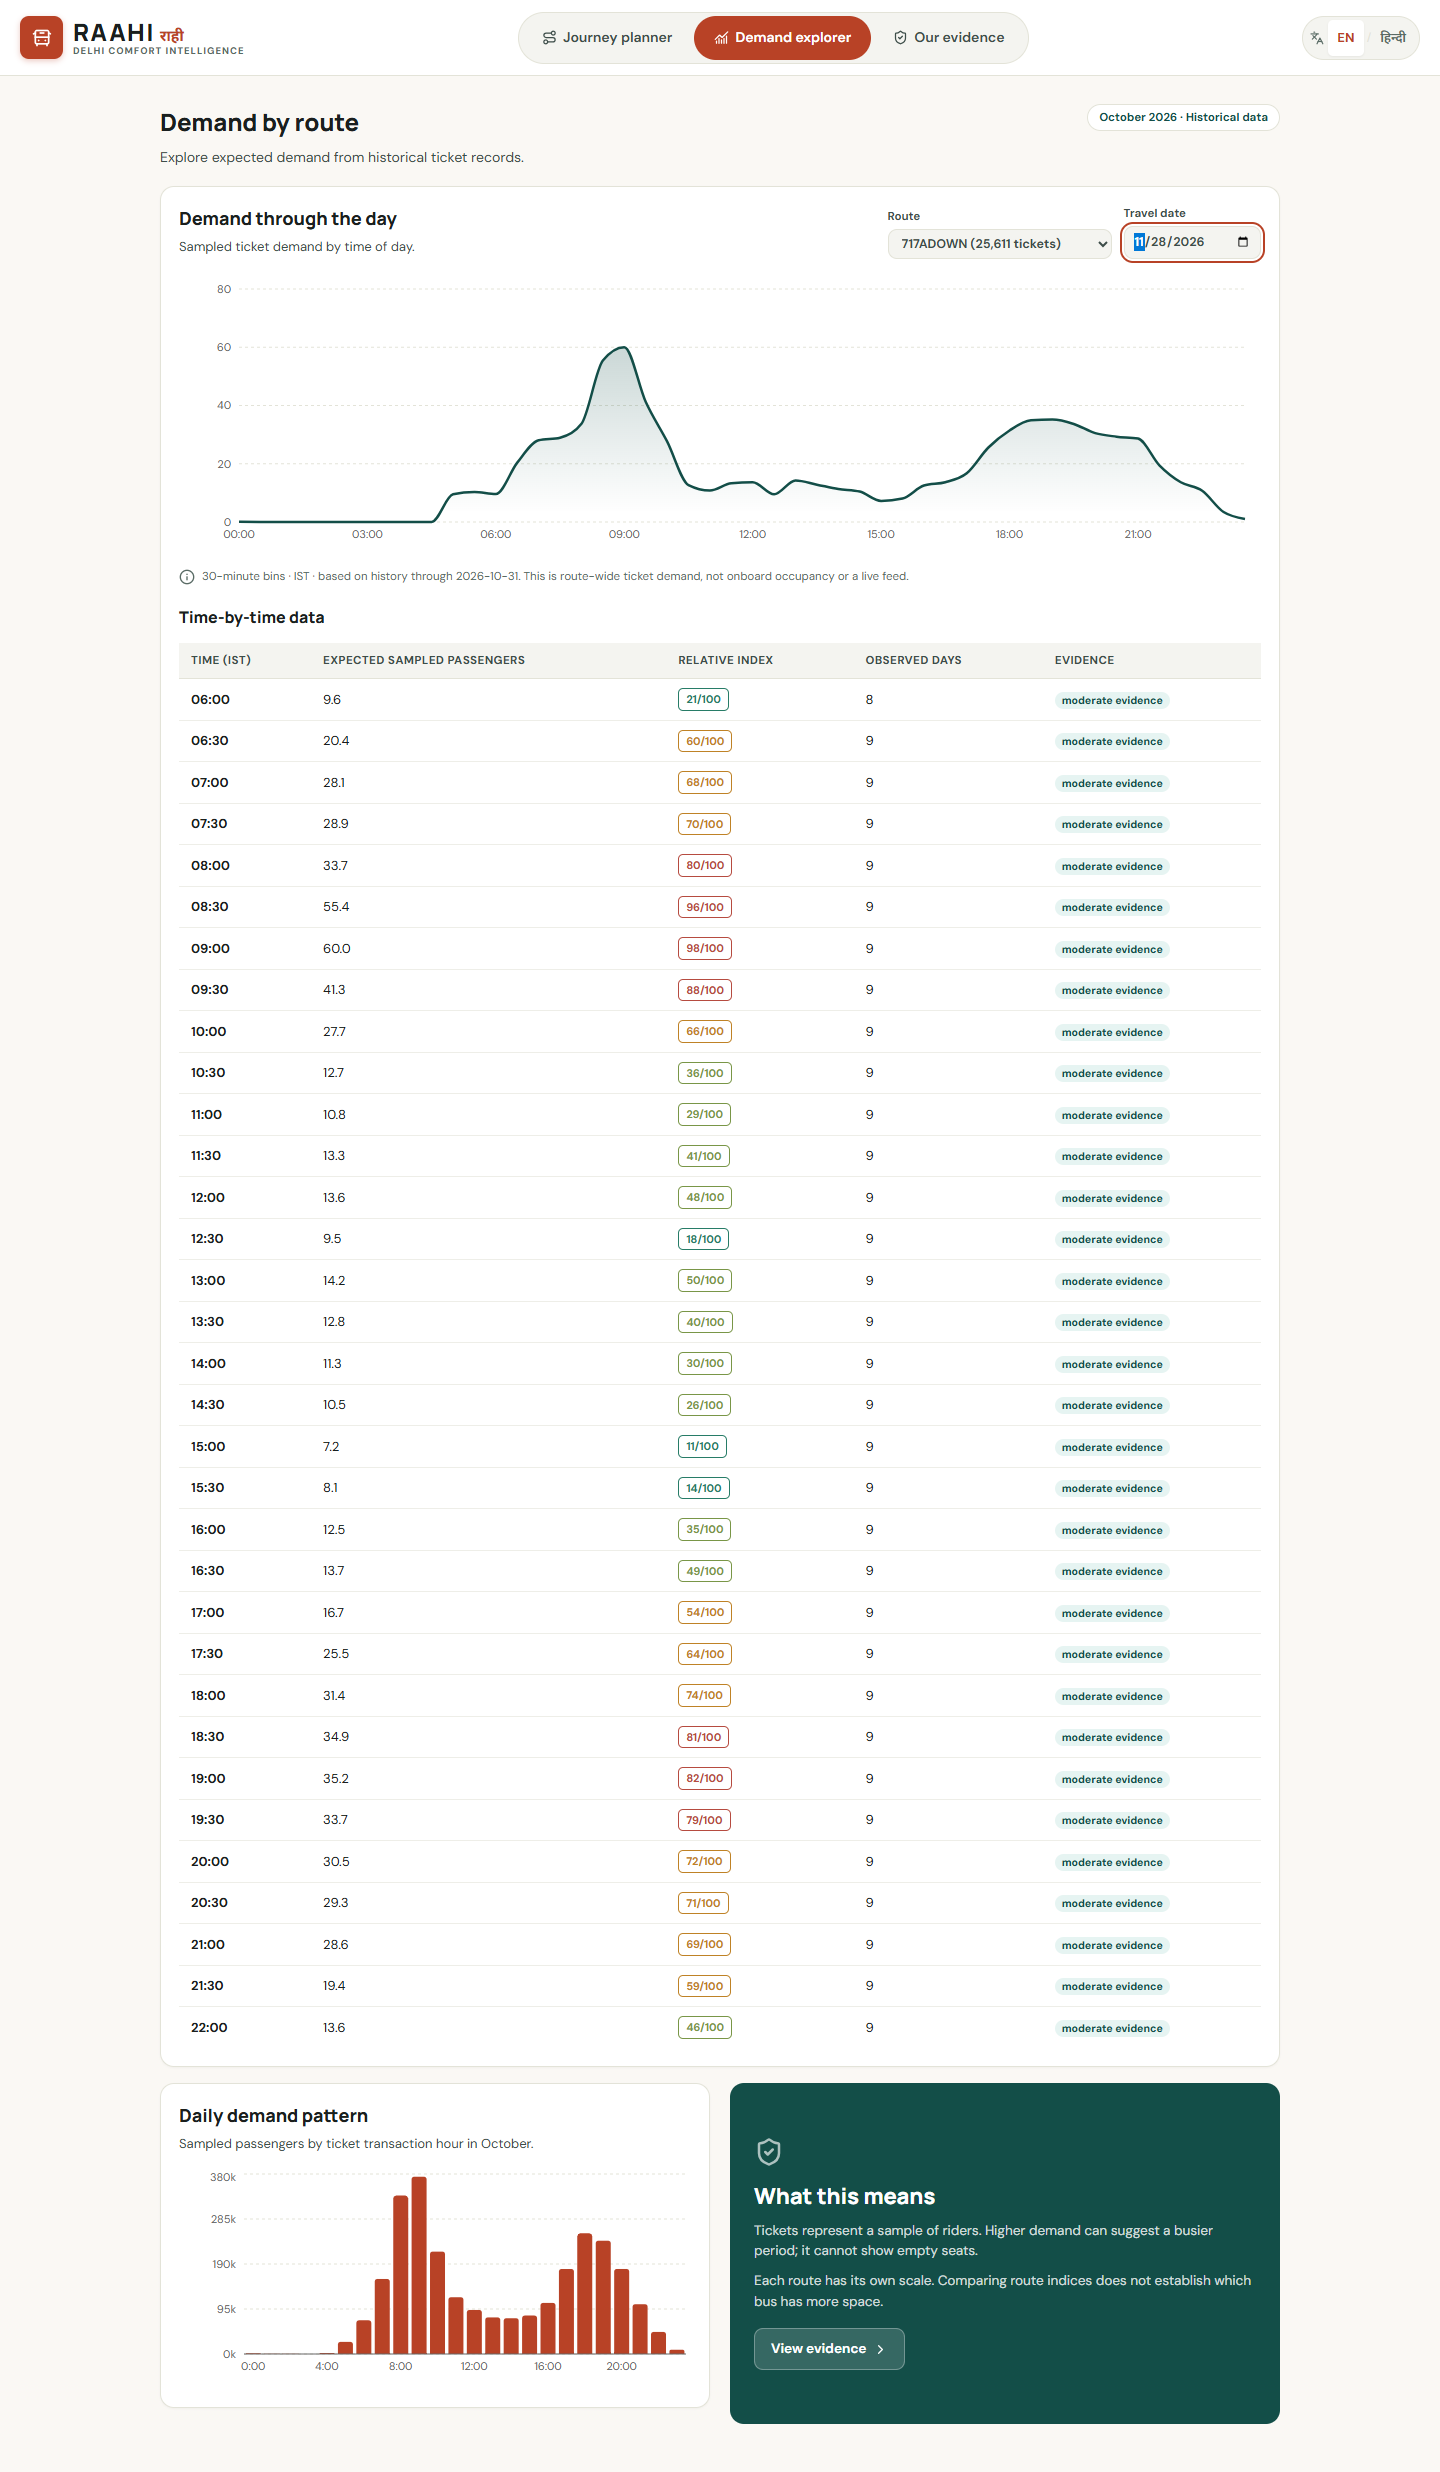 RAAHI राही
DELHI COMFORT INTELLIGENCE
Journey planner
Demand explorer
Our evidence
EN / हिन्दी
Demand by route
October 2026 · Historical data
Explore expected demand from historical ticket records.
Demand through the day
Sampled ticket demand by time of day.
Route
717ADOWN (25,611 tickets)
Travel date
11/28/2026
80
60
40
20
0
00:00 03:00 06:00 09:00 12:00 15:00 18:00 21:00
30-minute bins · IST · based on history through 2026-10-31. This is route-wide ticket demand, not onboard occupancy or a live feed.
Time-by-time data
TIME (IST) EXPECTED SAMPLED PASSENGERS RELATIVE INDEX OBSERVED DAYS EVIDENCE
06:00 9.6 21/100 8 moderate evidence
06:30 20.4 60/100 9 moderate evidence
07:00 28.1 68/100 9 moderate evidence
07:30 28.9 70/100 9 moderate evidence
08:00 33.7 80/100 9 moderate evidence
08:30 55.4 96/100 9 moderate evidence
09:00 60.0 98/100 9 moderate evidence
09:30 41.3 88/100 9 moderate evidence
10:00 27.7 66/100 9 moderate evidence
10:30 12.7 36/100 9 moderate evidence
11:00 10.8 29/100 9 moderate evidence
11:30 13.3 41/100 9 moderate evidence
12:00 13.6 48/100 9 moderate evidence
12:30 9.5 18/100 9 moderate evidence
13:00 14.2 50/100 9 moderate evidence
13:30 12.8 40/100 9 moderate evidence
14:00 11.3 30/100 9 moderate evidence
14:30 10.5 26/100 9 moderate evidence
15:00 7.2 11/100 9 moderate evidence
15:30 8.1 14/100 9 moderate evidence
16:00 12.5 35/100 9 moderate evidence
16:30 13.7 49/100 9 moderate evidence
17:00 16.7 54/100 9 moderate evidence
17:30 25.5 64/100 9 moderate evidence
18:00 31.4 74/100 9 moderate evidence
18:30 34.9 81/100 9 moderate evidence
19:00 35.2 82/100 9 moderate evidence
19:30 33.7 79/100 9 moderate evidence
20:00 30.5 72/100 9 moderate evidence
20:30 29.3 71/100 9 moderate evidence
21:00 28.6 69/100 9 moderate evidence
21:30 19.4 59/100 9 moderate evidence
22:00 13.6 46/100 9 moderate evidence
Daily demand pattern
Sampled passengers by ticket transaction hour in October.
380k
285k
190k
95k
0k
0:00 4:00 8:00 12:00 16:00 20:00
What this means
Tickets represent a sample of riders. Higher demand can suggest a busier
period; it cannot show empty seats.
Each route has its own scale. Comparing route indices does not establish which
bus has more space.
View evidence